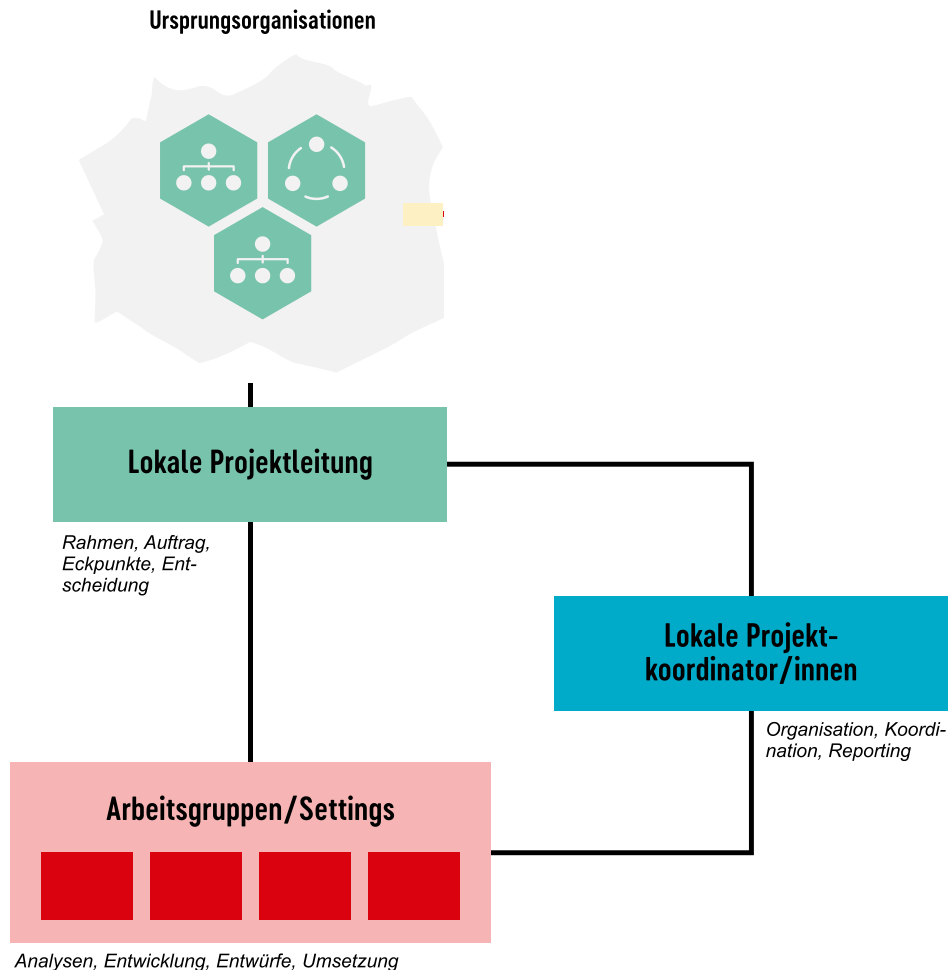 Ursprungsorganisationen
Lokale Projektleitung
Rahmen, Auftrag,
Eckpunkte, Ent-
scheidung
Lokale Projekt-
koordinator/innen
Organisation, Koordi-
nation, Reporting
Arbeitsgruppen/Settings
Analysen, Entwicklung, Entwürfe, Umsetzung